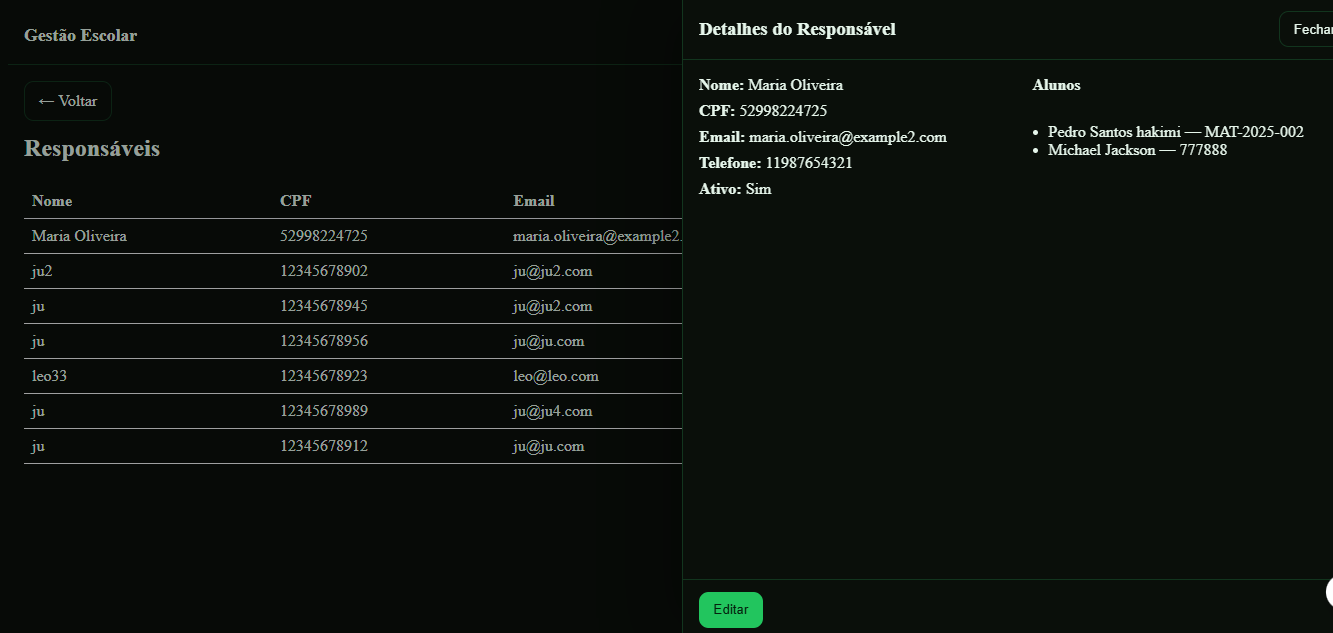 Gestão Escolar
← Voltar
Responsáveis
Nome CPF Email
Maria Oliveira 52998224725 maria.oliveira@example2.
ju2 12345678902 ju@ju2.com
ju 12345678945 ju@ju2.com
ju 12345678956 ju@ju.com
leo33 12345678923 leo@leo.com
ju 12345678989 ju@ju4.com
ju 12345678912 ju@ju.com
Detalhes do Responsável
Fechar
Nome: Maria Oliveira
CPF: 52998224725
Email: maria.oliveira@example2.com
Telefone: 11987654321
Ativo: Sim
Alunos
• Pedro Santos hakimi — MAT-2025-002
• Michael Jackson — 777888
Editar